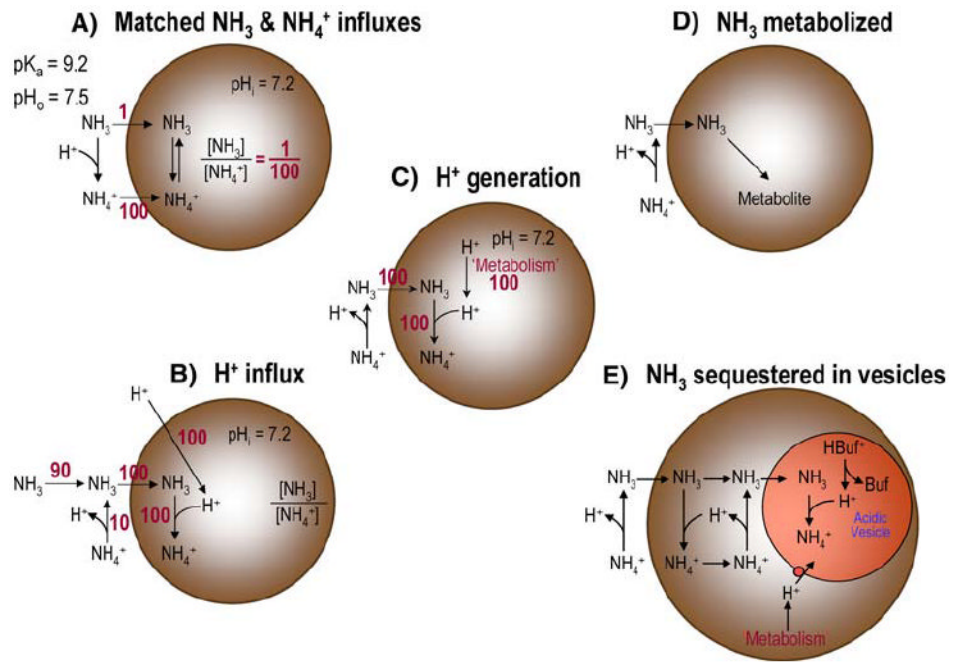 A) Matched NH₃ & NH₄⁺ influxes
pKₐ = 9.2
pHₒ = 7.5
pHᵢ = 7.2
1
NH₃ NH₃
H⁺
[NH₃] = 1
[NH₄⁺] 100
NH₄⁺ NH₄⁺
100
B) H⁺ influx
H⁺
100
pHᵢ = 7.2
90 100
NH₃ NH₃ NH₃
H⁺ 10 100 H⁺
[NH₃]
[NH₄⁺]
NH₄⁺ NH₄⁺
C) H⁺ generation
pHᵢ = 7.2
H⁺
'Metabolism'
100
100
NH₃ NH₃
H⁺ 100 H⁺
NH₄⁺ NH₄⁺
D) NH₃ metabolized
NH₃ NH₃
H⁺
Metabolite
NH₄⁺
E) NH₃ sequestered in vesicles
HBuf⁺
NH₃ NH₃ NH₃ NH₃
Buf
H⁺ H⁺ H⁺
Acidic
Vesicle
NH₄⁺
NH₄⁺ NH₄⁺ NH₄⁺
H⁺
Metabolism